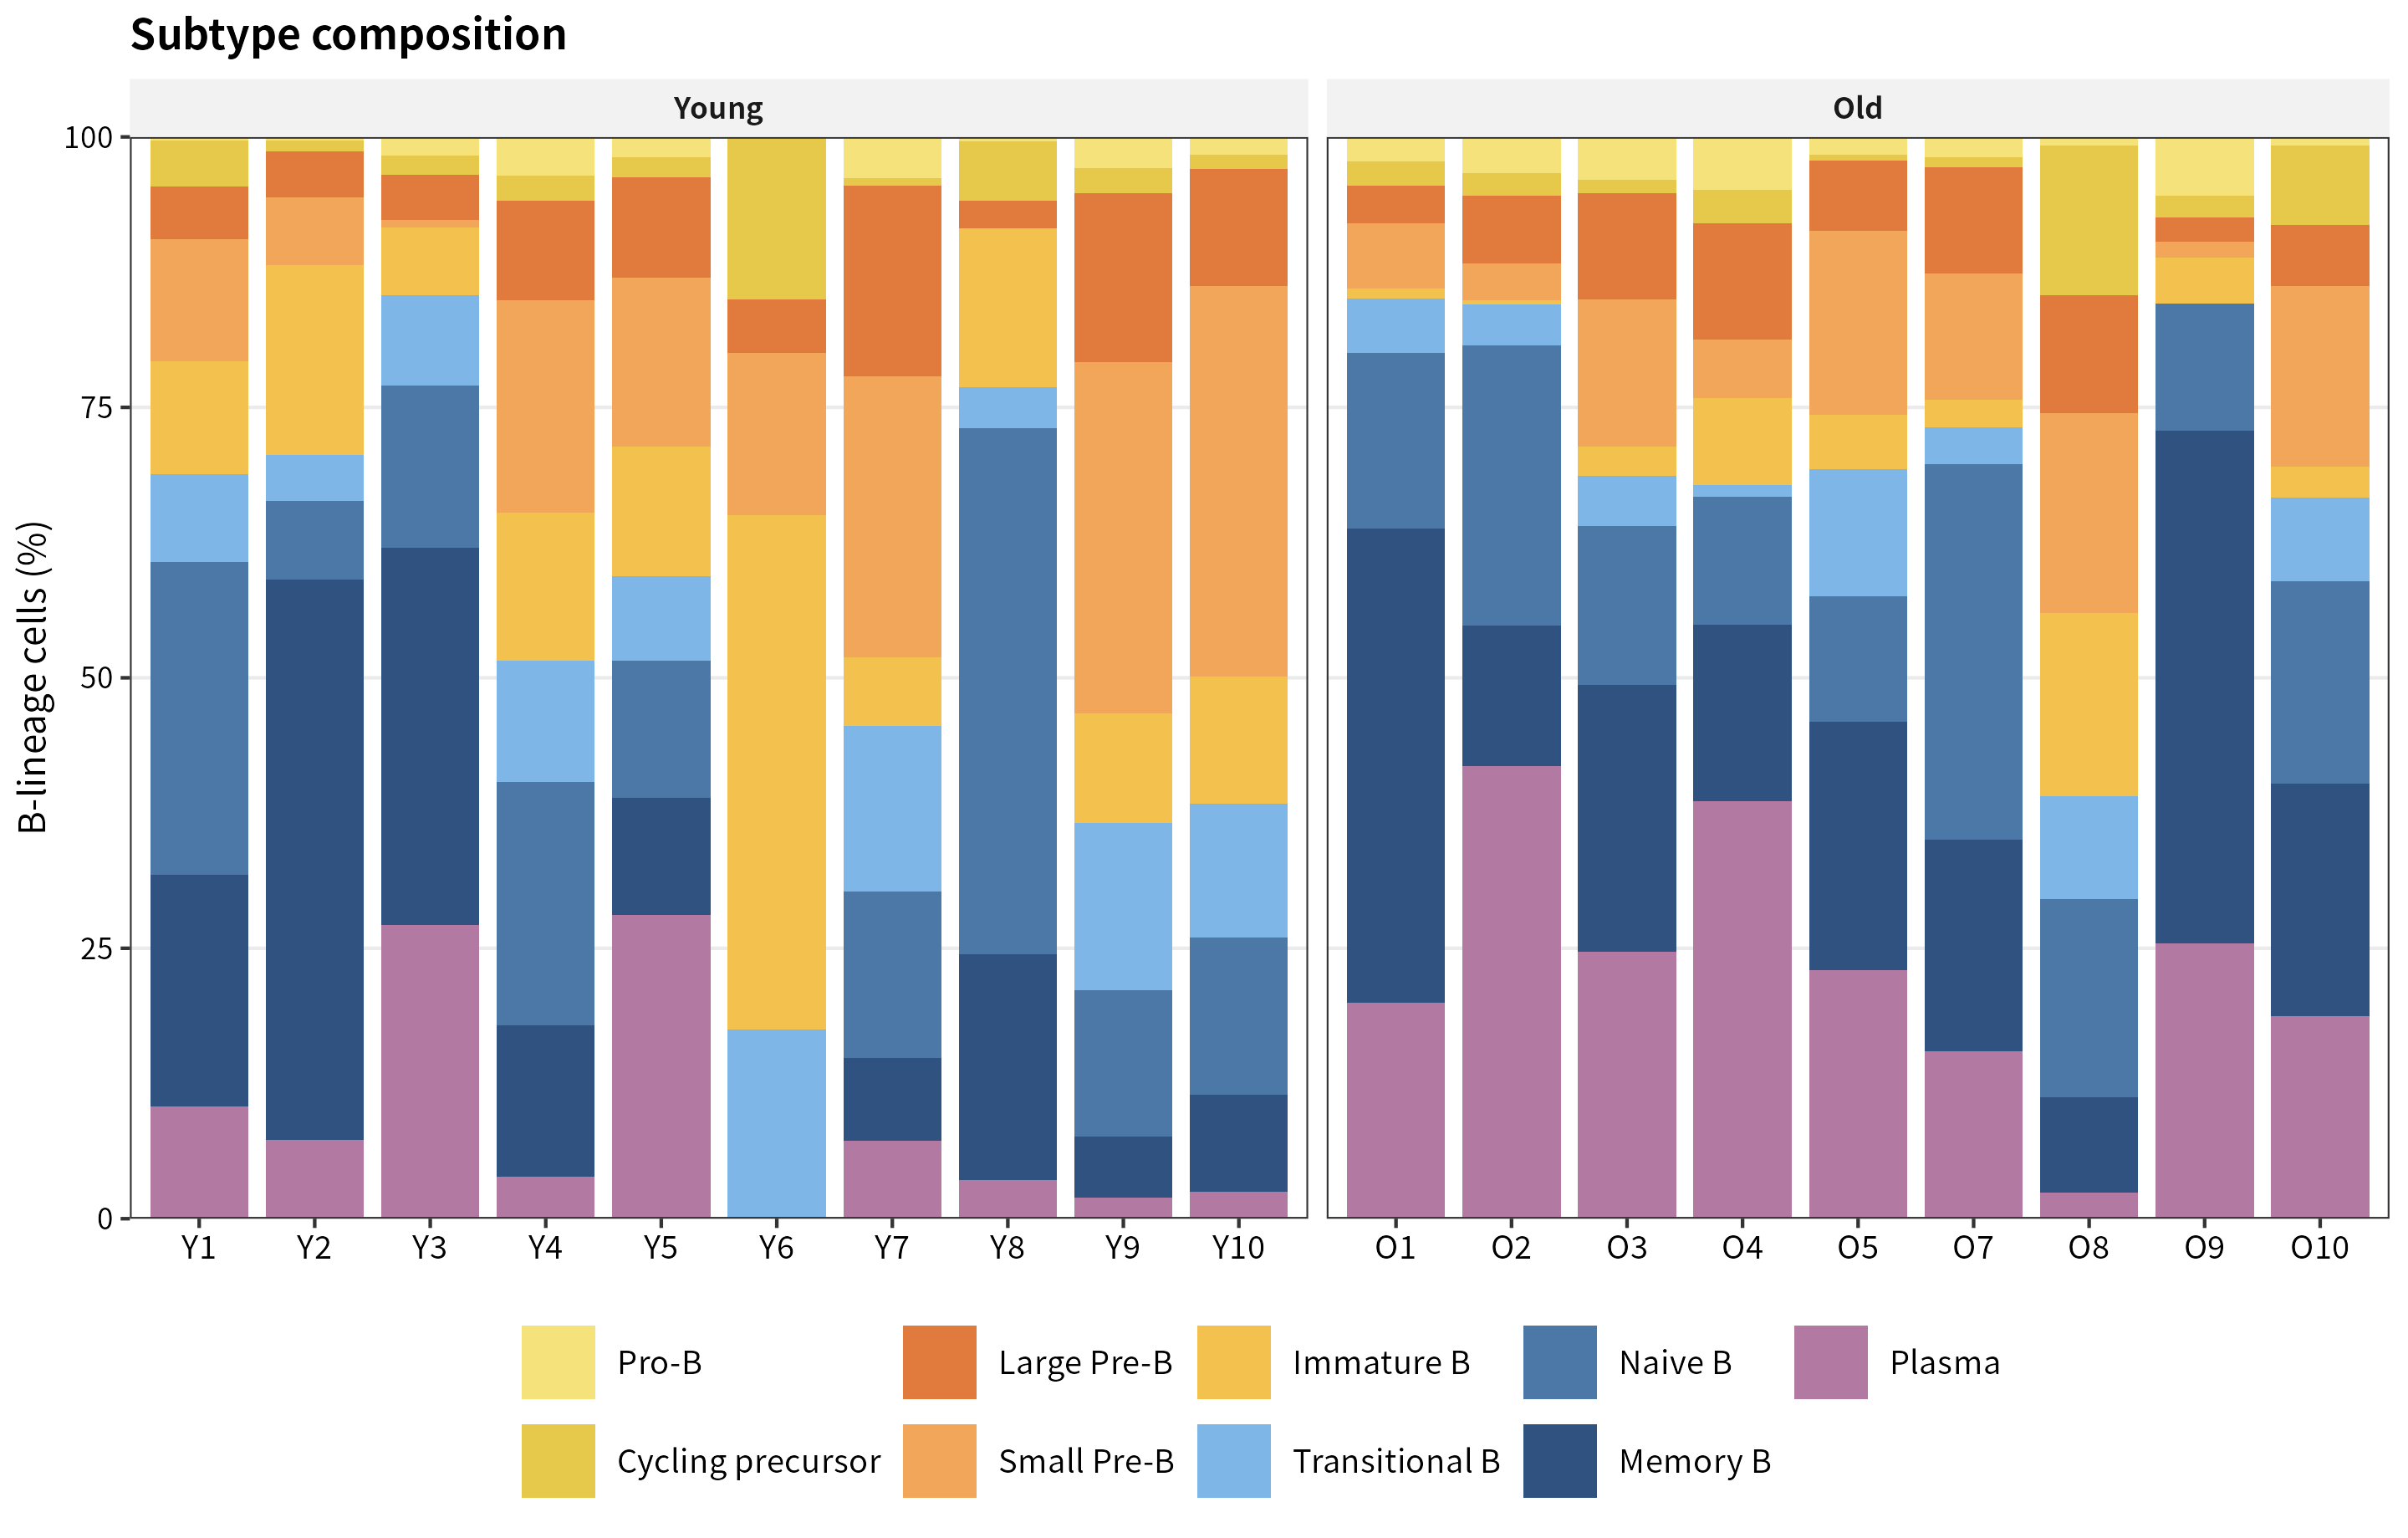 Subtype composition
Young
Old
B-lineage cells (%)
100
75
50
25
0
Y1 Y2 Y3 Y4 Y5 Y6 Y7 Y8 Y9 Y10
O1 O2 O3 O4 O5 O7 O8 O9 O10
Pro-B Large Pre-B Immature B Naive B Plasma
Cycling precursor Small Pre-B Transitional B Memory B